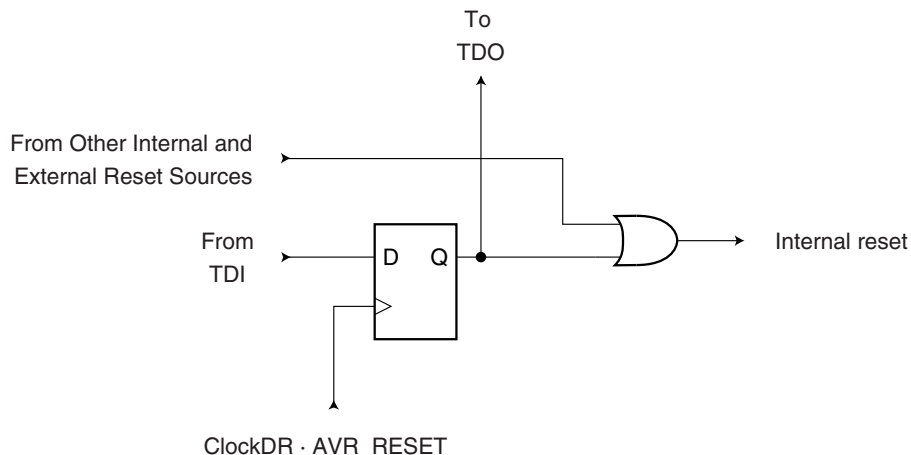 To
TDO
From Other Internal and
External Reset Sources
From
TDI
D Q
Internal reset
ClockDR · AVR_RESET